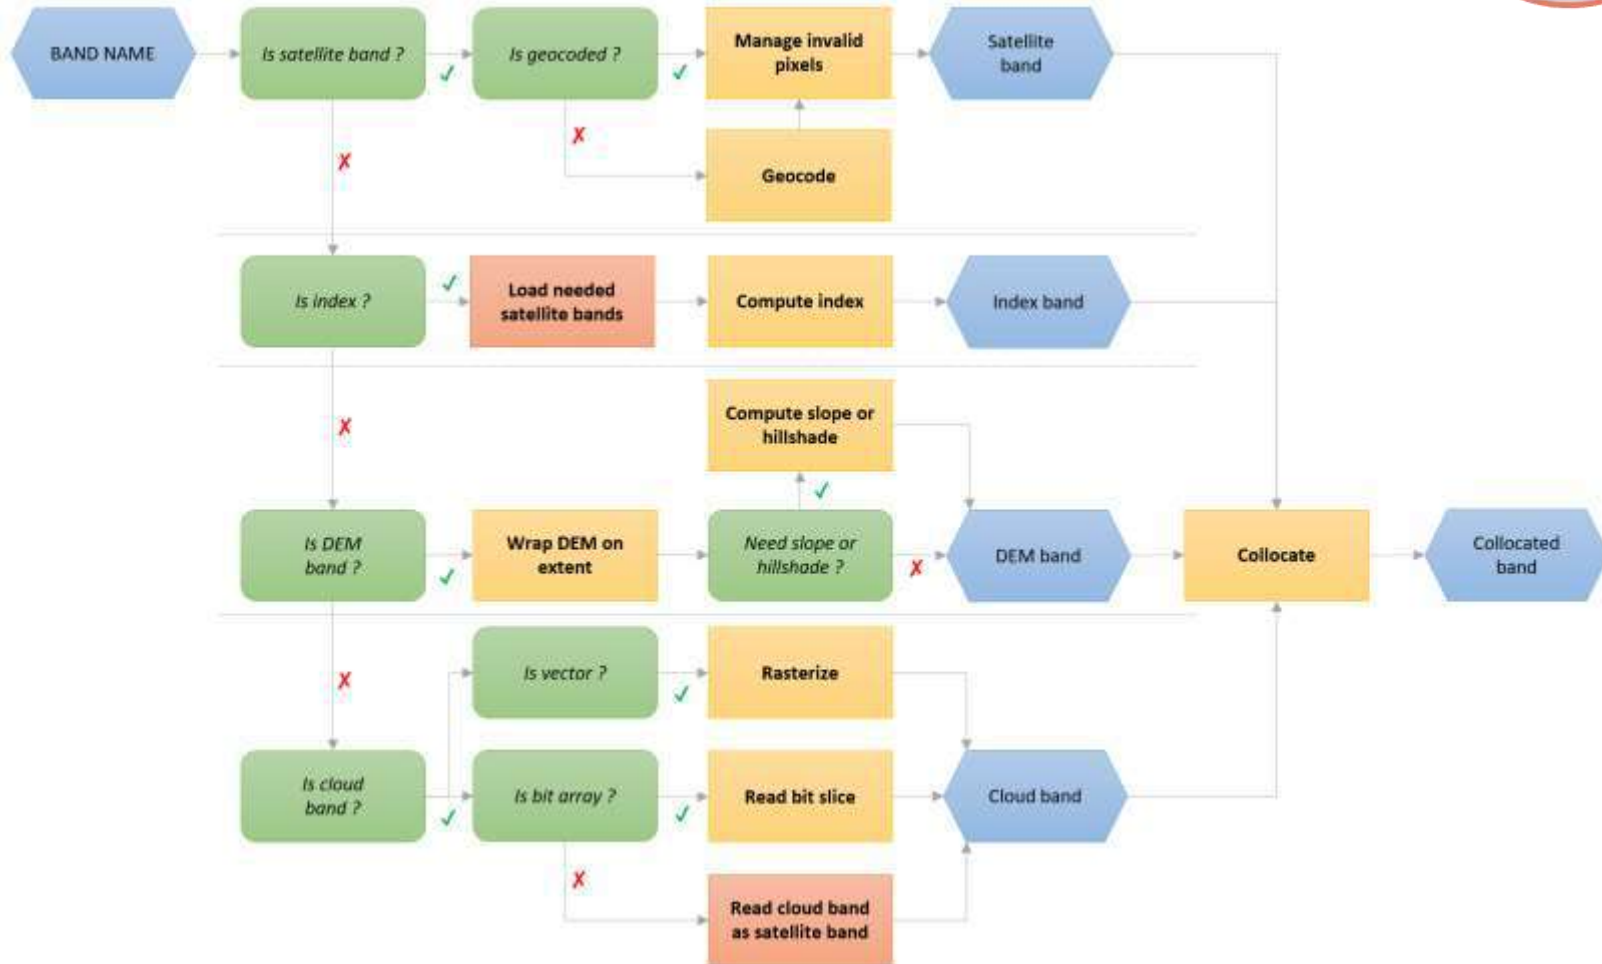 BAND NAME
Is satellite band ?
Is geocoded ?
Manage invalid
pixels
Satellite
band
Geocode
Is index ?
Load needed
satellite bands
Compute index
Index band
Compute slope or
hillshade
Is DEM
band ?
Wrap DEM on
extent
Need slope or
hillshade ?
DEM band
Collocate
Collocated
band
Is vector ?
Rasterize
Is cloud
band ?
Is bit array ?
Read bit slice
Cloud band
Read cloud band
as satellite band